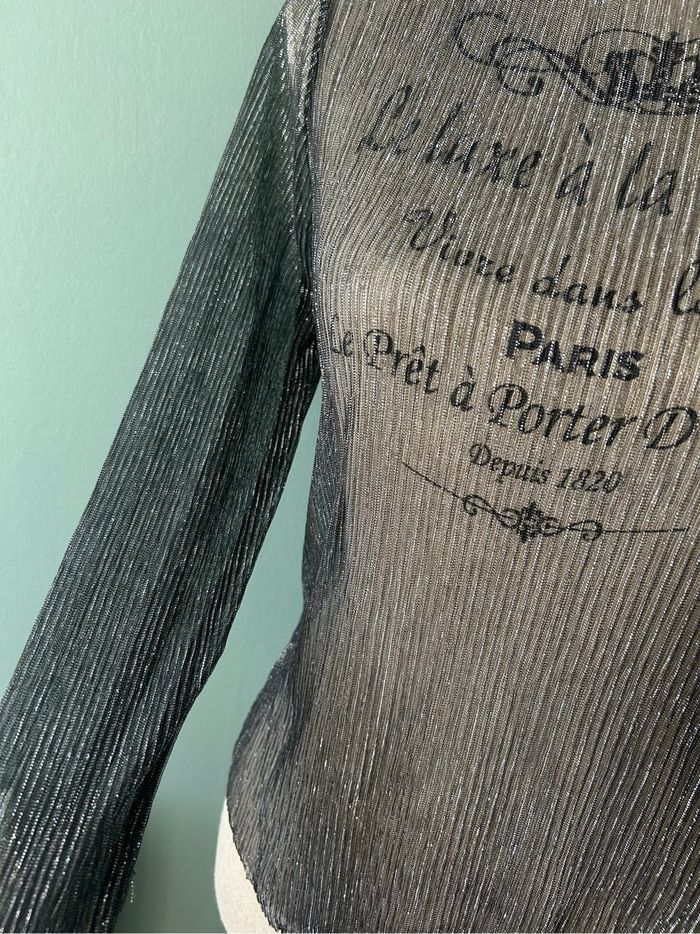 Le luxe à la
Vivre dans
PARIS
Le Prêt à Porter D
Depuis 1820